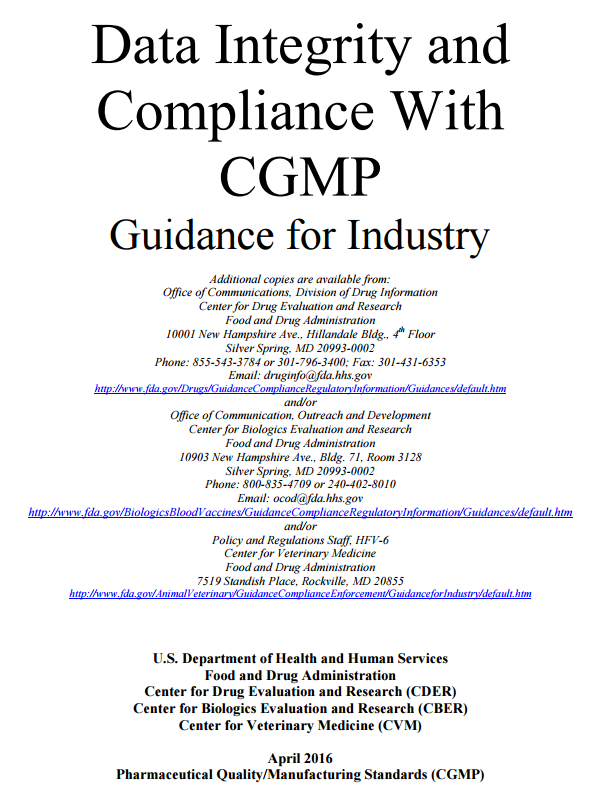 Data Integrity and
Compliance With
CGMP
Guidance for Industry
Additional copies are available from:
Office of Communications, Division of Drug Information
Center for Drug Evaluation and Research
Food and Drug Administration
10001 New Hampshire Ave., Hillandale Bldg., 4th Floor
Silver Spring, MD 20993-0002
Phone: 855-543-3784 or 301-796-3400; Fax: 301-431-6353
Email: druginfo@fda.hhs.gov
http://www.fda.gov/Drugs/GuidanceComplianceRegulatoryInformation/Guidances/default.htm
and/or
Office of Communication, Outreach and Development
Center for Biologics Evaluation and Research
Food and Drug Administration
10903 New Hampshire Ave., Bldg. 71, Room 3128
Silver Spring, MD 20993-0002
Phone: 800-835-4709 or 240-402-8010
Email: ocod@fda.hhs.gov
http://www.fda.gov/BiologicsBloodVaccines/GuidanceComplianceRegulatoryInformation/Guidances/default.htm
and/or
Policy and Regulations Staff, HFV-6
Center for Veterinary Medicine
Food and Drug Administration
7519 Standish Place, Rockville, MD 20855
http://www.fda.gov/AnimalVeterinary/GuidanceComplianceEnforcement/GuidanceforIndustry/default.htm
U.S. Department of Health and Human Services
Food and Drug Administration
Center for Drug Evaluation and Research (CDER)
Center for Biologics Evaluation and Research (CBER)
Center for Veterinary Medicine (CVM)
April 2016
Pharmaceutical Quality/Manufacturing Standards (CGMP)